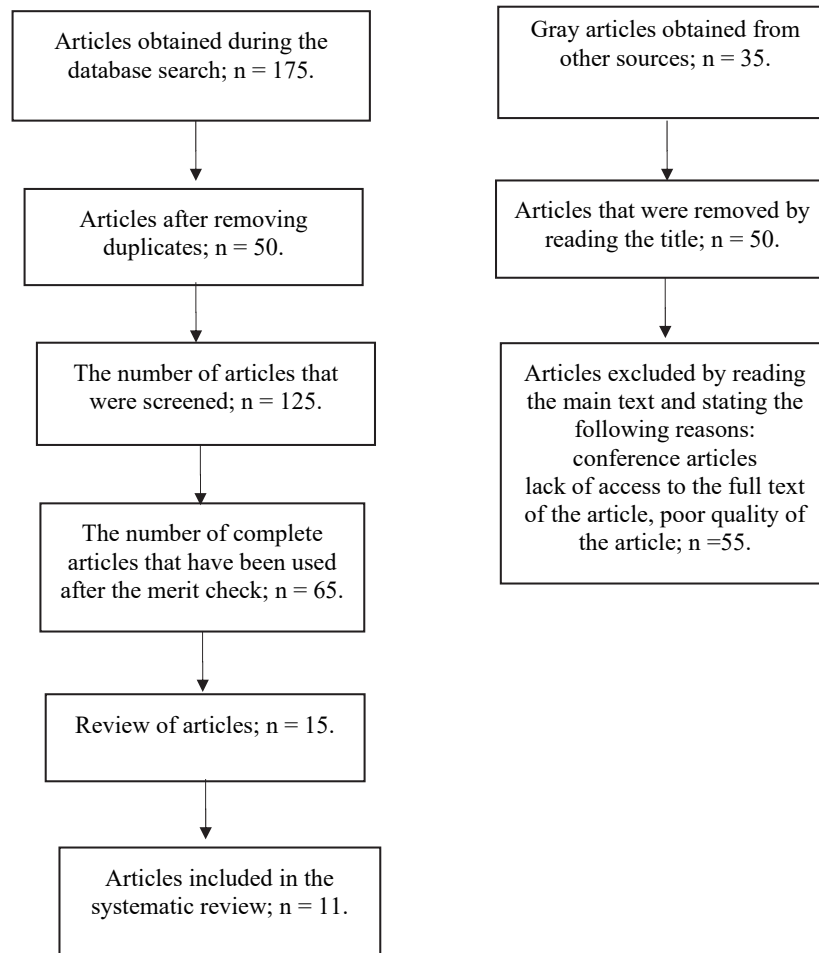 Articles obtained during the
database search; n = 175.
Articles after removing
duplicates; n = 50.
The number of articles that
were screened; n = 125.
The number of complete
articles that have been used
after the merit check; n = 65.
Review of articles; n = 15.
Articles included in the
systematic review; n = 11.
Gray articles obtained from
other sources; n = 35.
Articles that were removed by
reading the title; n = 50.
Articles excluded by reading
the main text and stating the
following reasons:
conference articles
lack of access to the full text
of the article, poor quality of
the article; n =55.